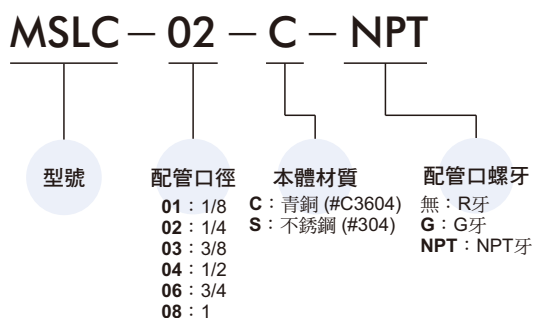 MSLC－02－C－NPT
型號
配管口徑
01：1/8
02：1/4
03：3/8
04：1/2
06：3/4
08：1
本體材質
C：青銅 (#C3604)
S：不銹鋼 (#304)
配管口螺牙
無：R牙
G：G牙
NPT：NPT牙